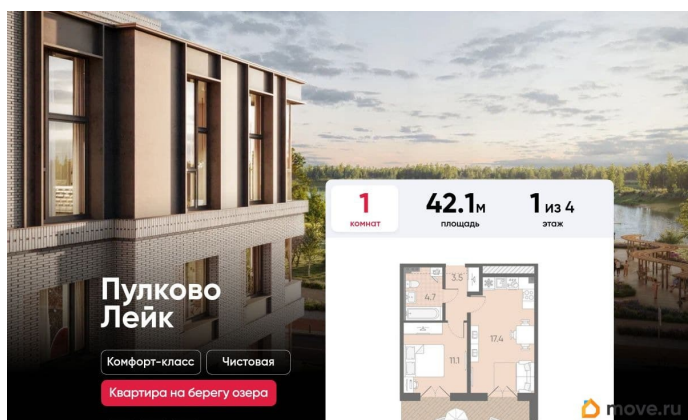 1
комнат
42.1м
площадь
1 из 4
этаж
Пулково
Лейк
Комфорт-класс
Чистовая
Квартира на берегу озера
3.5
4.7
17.4
11.1
move.ru